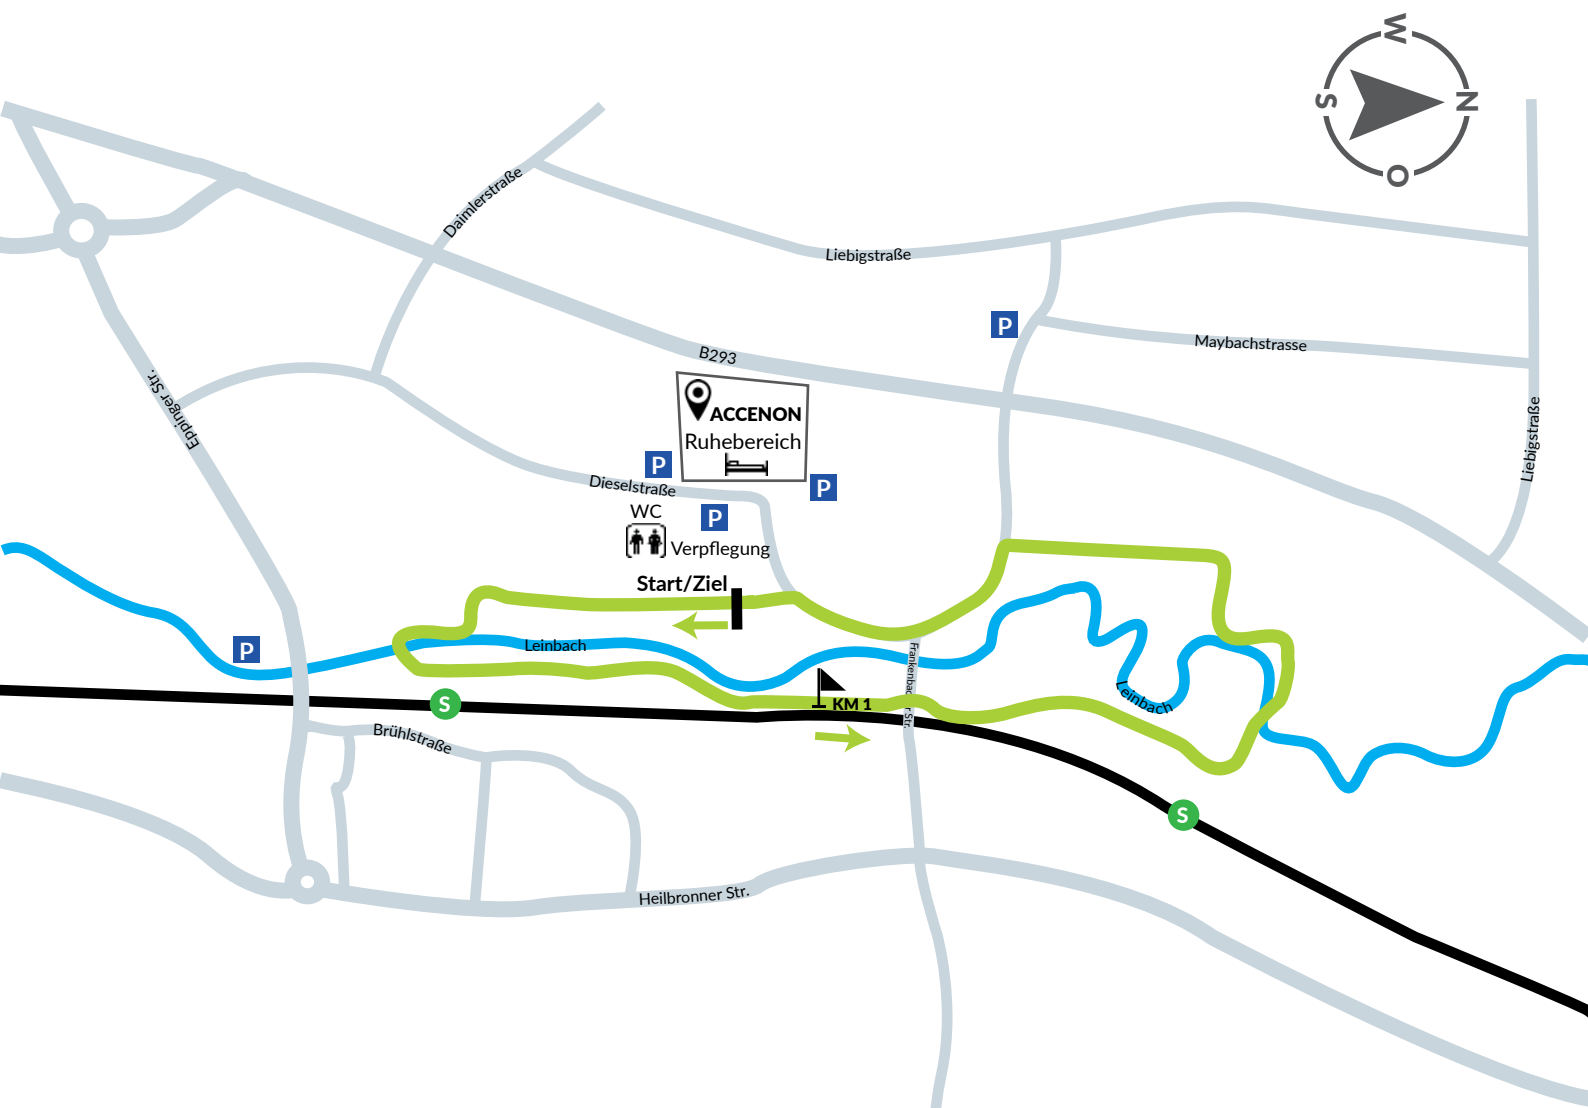 W
S
N
O
Daimlerstraße
Liebigstraße
P
Maybachstrasse
B293
Eppinger Str.
ACCENON
Ruhebereich
Liebigstraße
P
P
Dieselstraße
WC
P
Verpflegung
Start/Ziel
Leinbach
P
Frankenbacher Str.
Leinbach
S
KM 1
Brühlstraße
S
Heilbronner Str.